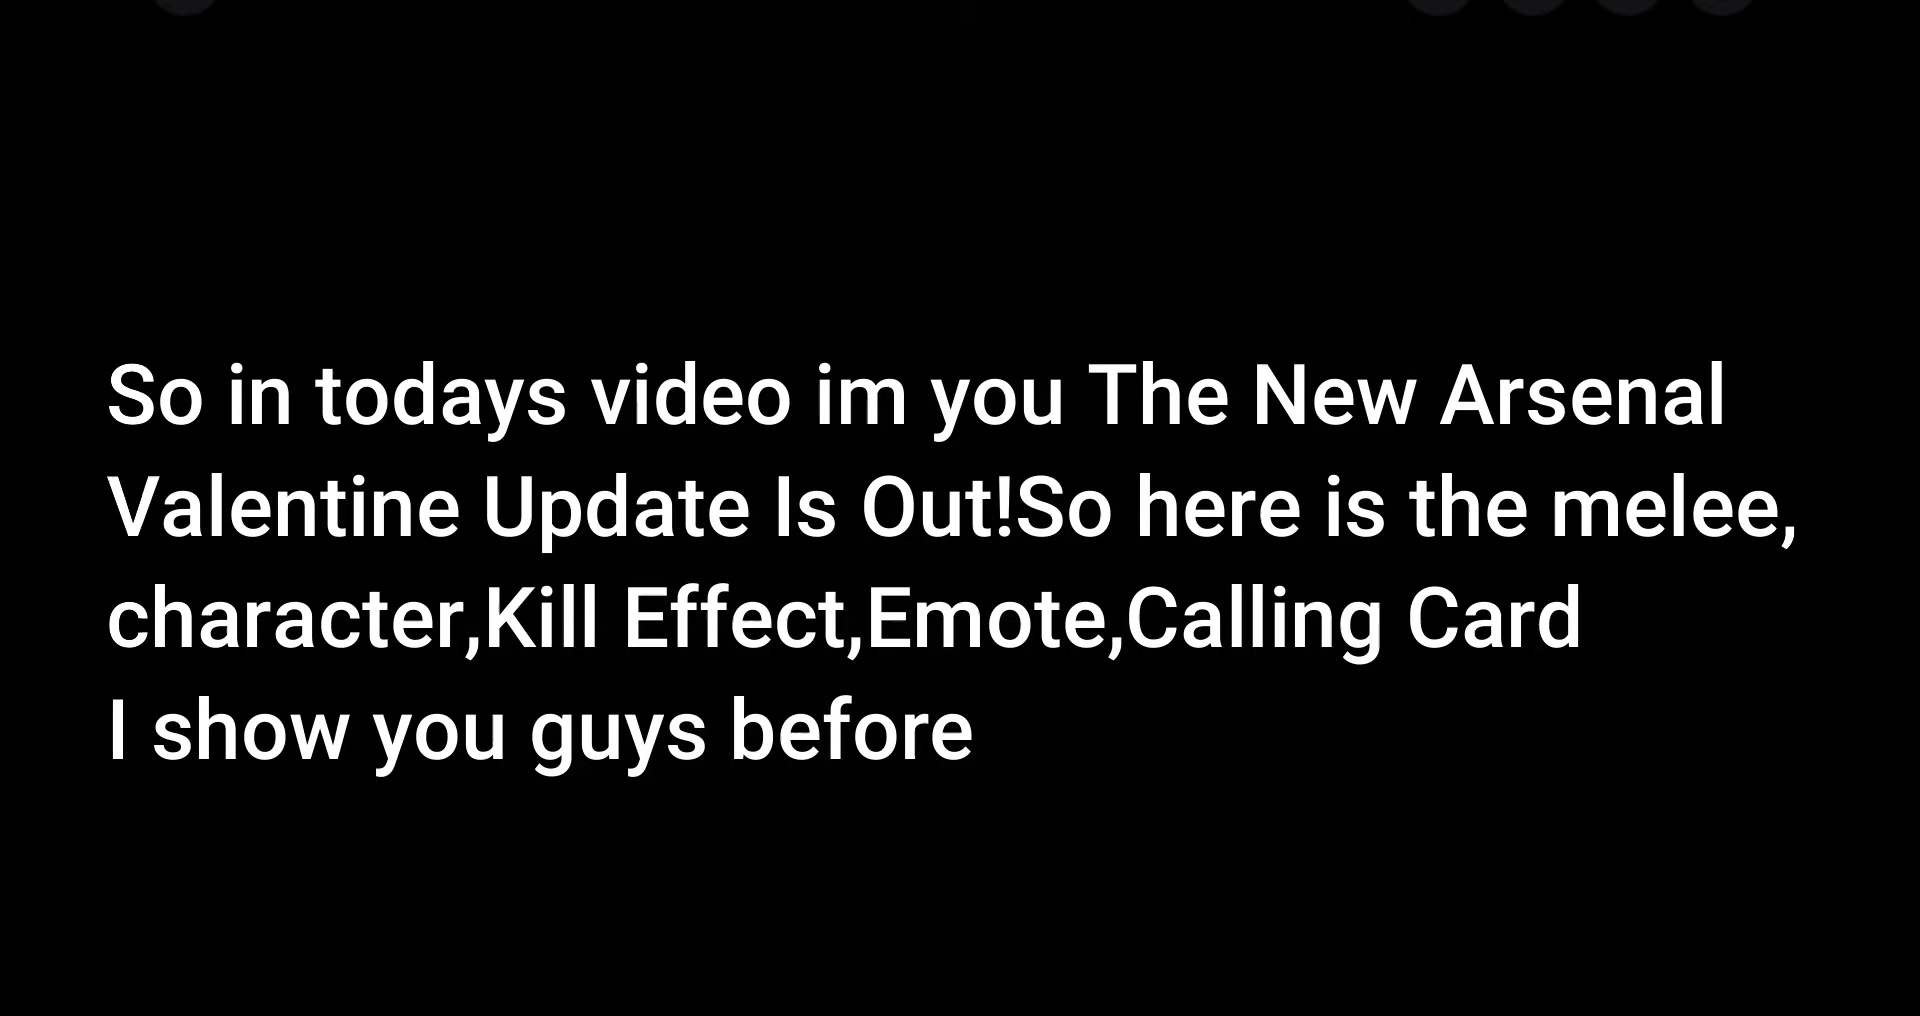 So in todays video im you The New Arsenal
Valentine Update Is Out!So here is the melee,
character,Kill Effect,Emote,Calling Card
I show you guys before